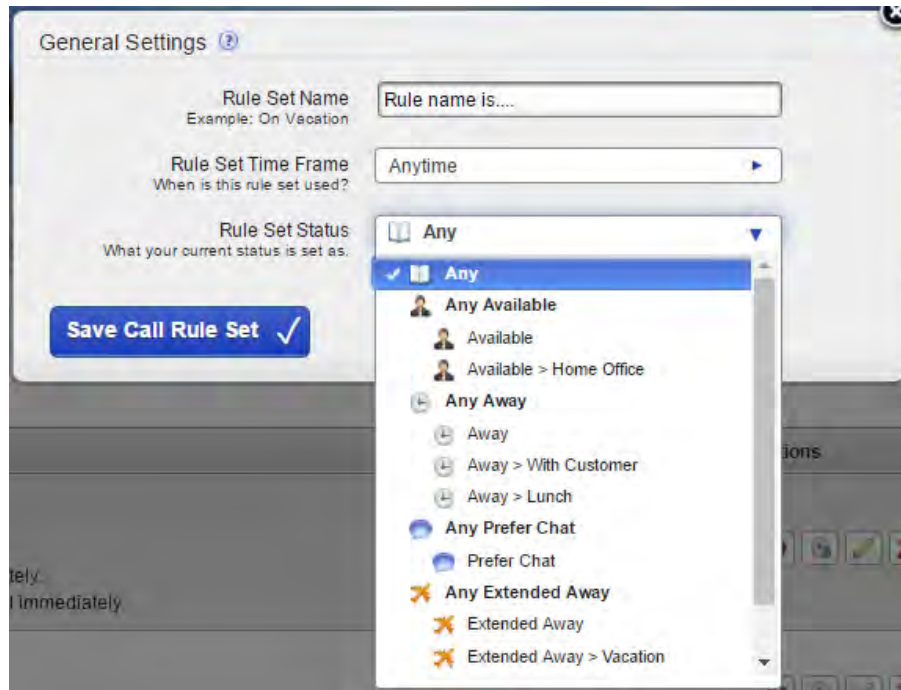 General Settings ?
Rule Set Name
Example: On Vacation
Rule name is....
Rule Set Time Frame
When is this rule set used?
Anytime
Rule Set Status
What your current status is set as.
Any
Any
Any Available
Available
Available > Home Office
Any Away
Away
Away > With Customer
Away > Lunch
Any Prefer Chat
Prefer Chat
Any Extended Away
Extended Away
Extended Away > Vacation
Save Call Rule Set
immediately